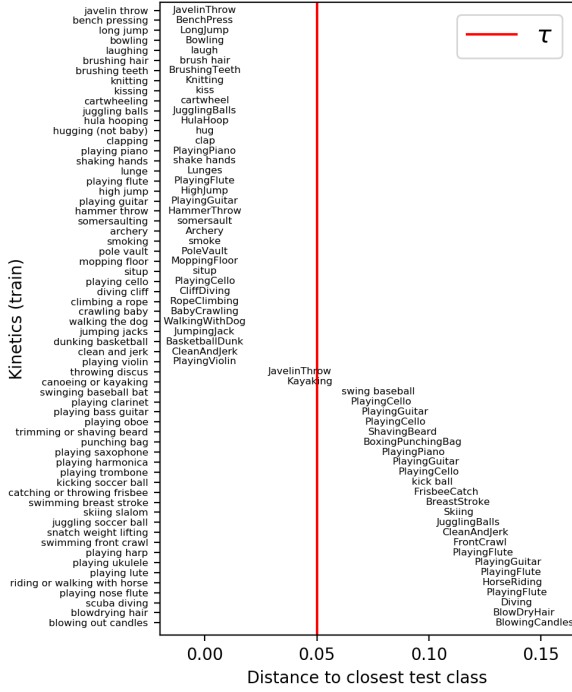 javelin throw JavelinThrow
bench pressing BenchPress
long jump LongJump
bowling Bowling
laughing laugh
brushing hair brush hair
brushing teeth BrushingTeeth
knitting Knitting
kissing kiss
cartwheeling cartwheel
juggling balls JugglingBalls
hula hooping HulaHoop
hugging (not baby) hug
clapping clap
playing piano PlayingPiano
shaking hands shake hands
lunge Lunges
playing flute PlayingFlute
high jump HighJump
playing guitar PlayingGuitar
hammer throw HammerThrow
somersaulting somersault
archery Archery
smoking smoke
pole vault PoleVault
mopping floor MoppingFloor
situp situp
playing cello PlayingCello
diving cliff CliffDiving
climbing a rope RopeClimbing
crawling baby BabyCrawling
walking the dog WalkingWithDog
jumping jacks JumpingJack
dunking basketball BasketballDunk
clean and jerk CleanAndJerk
playing violin PlayingViolin
throwing discus JavelinThrow
canoeing or kayaking Kayaking
swinging baseball bat swing baseball
playing clarinet PlayingCello
playing bass guitar PlayingGuitar
playing oboe PlayingCello
trimming or shaving beard ShavingBeard
punching bag BoxingPunchingBag
playing saxophone PlayingPiano
playing harmonica PlayingGuitar
playing trombone PlayingCello
kicking soccer ball kick ball
catching or throwing frisbee FrisbeeCatch
swimming breast stroke BreastStroke
skiing slalom Skiing
juggling soccer ball JugglingBalls
snatch weight lifting CleanAndJerk
swimming front crawl FrontCrawl
playing harp PlayingFlute
playing ukulele PlayingGuitar
playing lute PlayingFlute
riding or walking with horse HorseRiding
playing nose flute PlayingFlute
scuba diving Diving
blowdrying hair BlowDryHair
blowing out candles BlowingCandles
τ
Kinetics (train)
0.00 0.05 0.10 0.15
Distance to closest test class